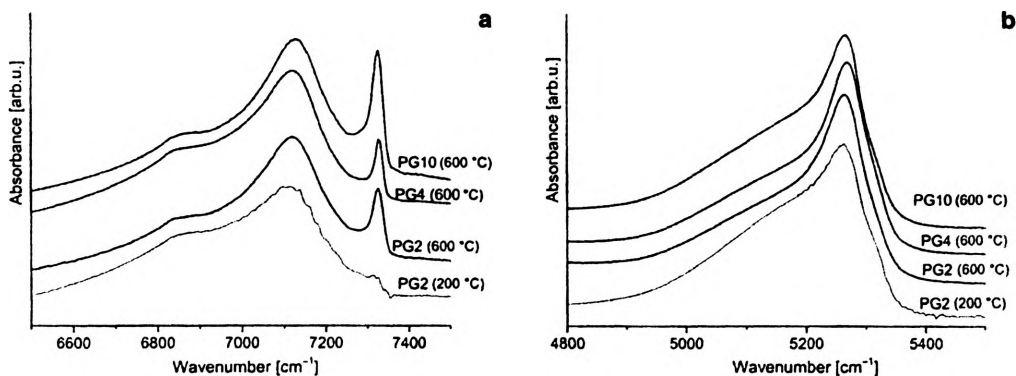 a
Absorbance [arb.u.]
PG10 (600 °C)
PG4 (600 °C)
PG2 (600 °C)
PG2 (200 °C)
6600 6800 7000 7200 7400
Wavenumber [cm⁻¹]
b
Absorbance [arb.u.]
PG10 (600 °C)
PG4 (600 °C)
PG2 (600 °C)
PG2 (200 °C)
4800 5000 5200 5400
Wavenumber [cm⁻¹]